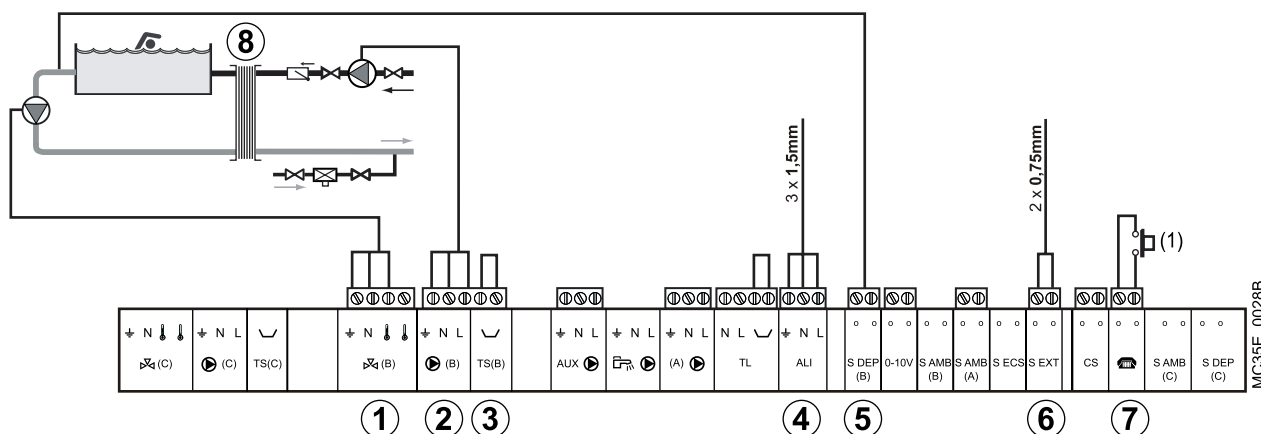 8
3 x 1,5mm
2 x 0,75mm
(1)
N
(C)
N L
(C)
TS(C)
N
(B)
N L
(B)
TS(B)
N L
AUX
N L
N L
(A)
N L
TL
N L
ALI
S DEP
(B)
0-10V
S AMB
(B)
S AMB
(A)
S ECS
S EXT
CS
S AMB
(C)
S DEP
(C)
MC35E_0028B
1
2
3
4
5
6
7